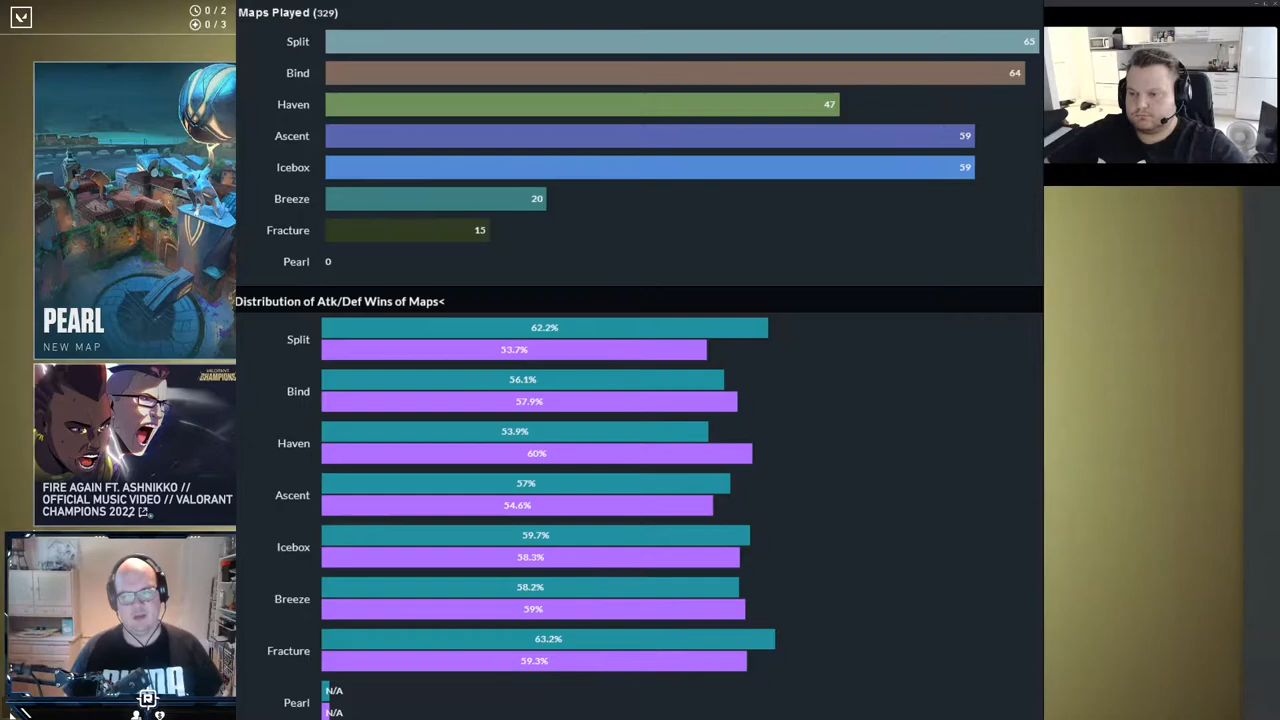 0 / 2
0 / 3
Maps Played (329)
Split 65
Bind 64
Haven 47
Ascent 59
Icebox 59
Breeze 20
Fracture 15
Pearl 0
Distribution of Atk/Def Wins of Maps<
Split 62.2%
53.7%
Bind 56.1%
57.9%
Haven 53.9%
60%
Ascent 57%
54.6%
Icebox 59.7%
58.3%
Breeze 58.2%
59%
Fracture 63.2%
59.3%
Pearl N/A
N/A
PEARL
NEW MAP
VALORANT
CHAMPIONS
FIRE AGAIN FT. ASHNIKKO //
OFFICIAL MUSIC VIDEO // VALORANT
CHAMPIONS 2022